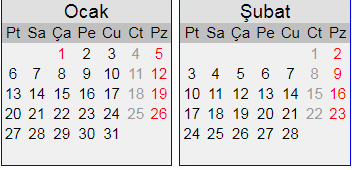 Ocak
Pt Sa Ça Pe Cu Ct Pz
1 2 3 4 5
6 7 8 9 10 11 12
13 14 15 16 17 18 19
20 21 22 23 24 25 26
27 28 29 30 31
Şubat
Pt Sa Ça Pe Cu Ct Pz
1 2
3 4 5 6 7 8 9
10 11 12 13 14 15 16
17 18 19 20 21 22 23
24 25 26 27 28